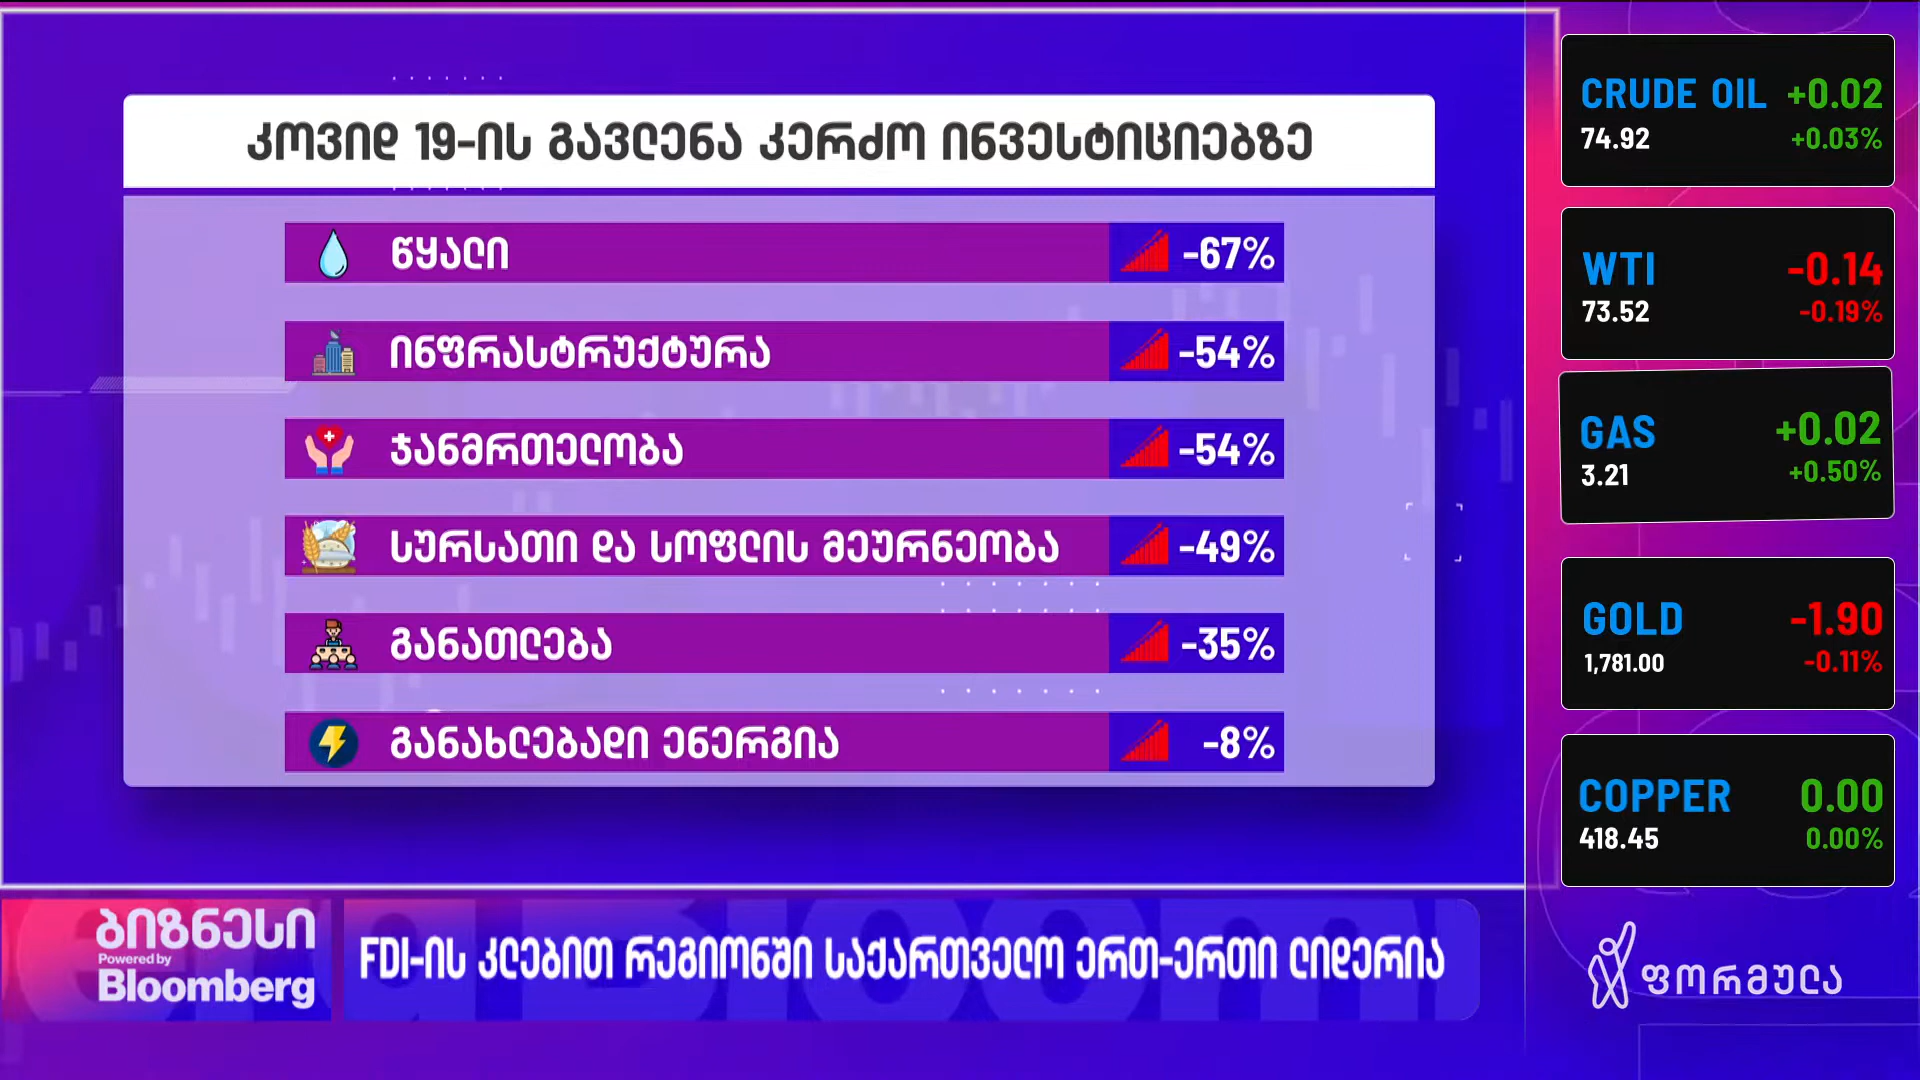 კოვიდ 19-ის გავლენა კერძო ინვესტიციებზე
წყალი -67%
ინფრასტრუქტურა -54%
ჯანმრთელობა -54%
სურსათი და სოფლის მეურნეობა -49%
განათლება -35%
განახლებადი ენერგია -8%
CRUDE OIL +0.02
74.92 +0.03%
WTI -0.14
73.52 -0.19%
GAS +0.02
3.21 +0.50%
GOLD -1.90
1,781.00 -0.11%
COPPER 0.00
418.45 0.00%
ბიზნესი
Powered by
Bloomberg
FDI-ის კლებით რეგიონში საქართველო ერთ-ერთი ლიდერია
ფორმულა